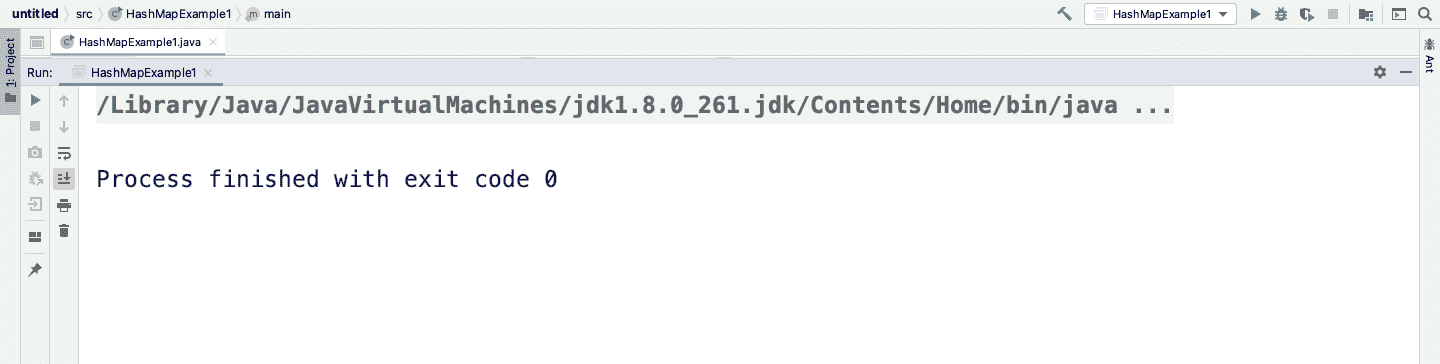 untitled src HashMapExample1 main HashMapExample1
HashMapExample1.java
1: Project
Ant
Run: HashMapExample1
/Library/Java/JavaVirtualMachines/jdk1.8.0_261.jdk/Contents/Home/bin/java ...
Process finished with exit code 0